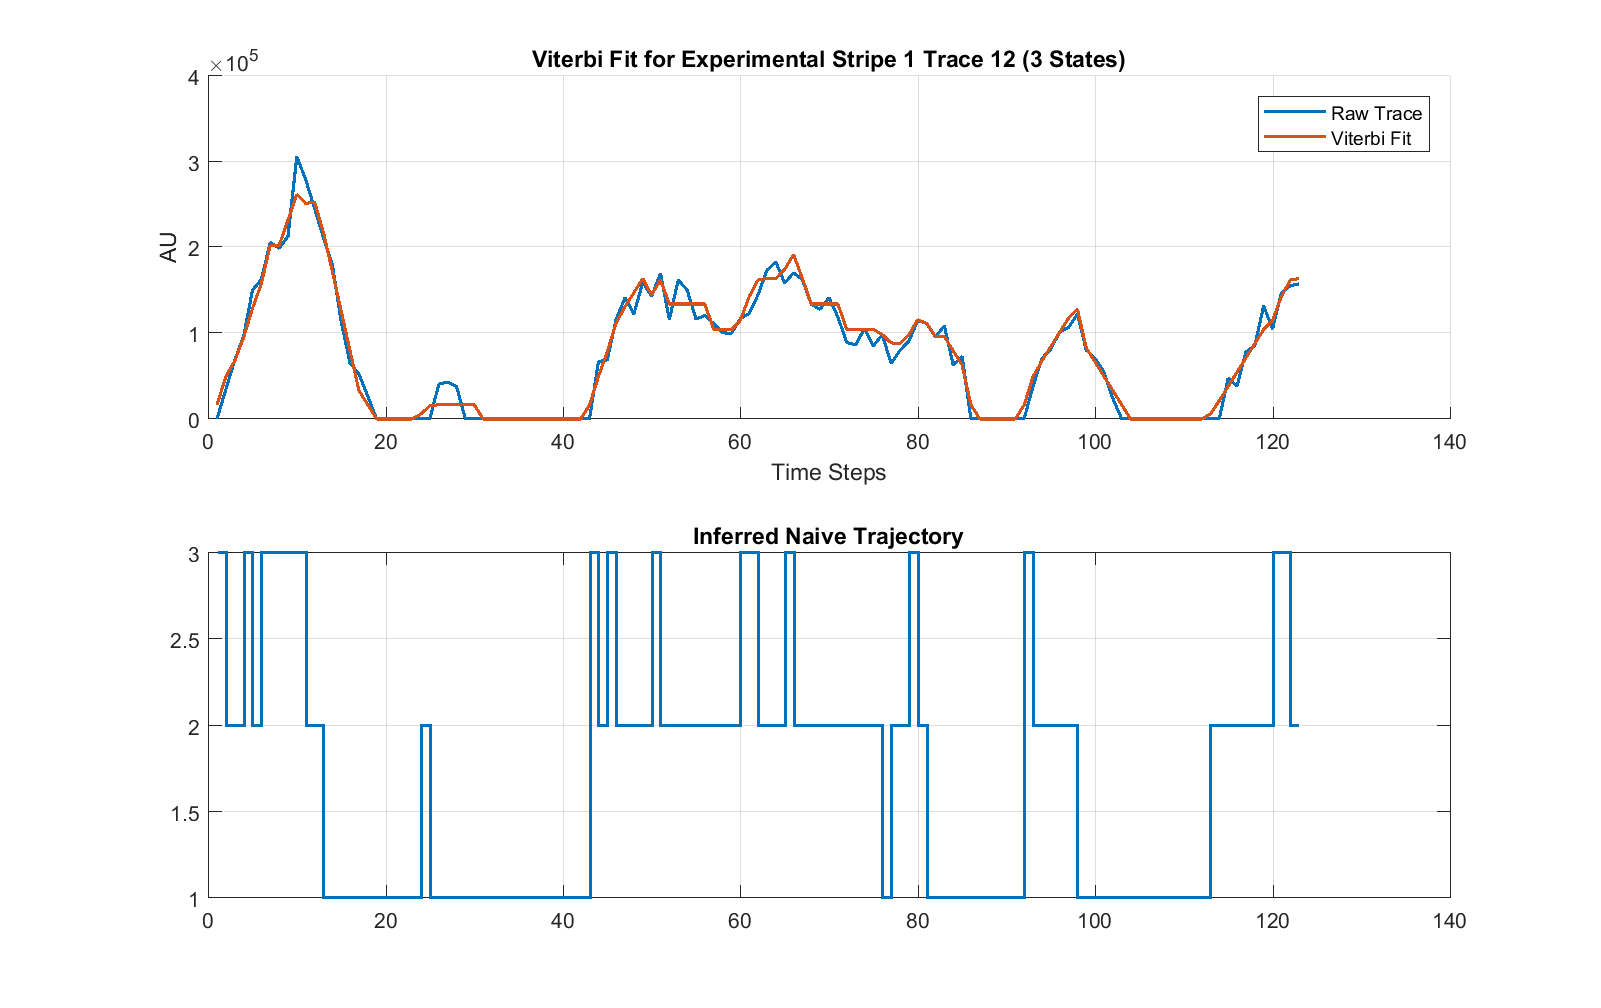 Viterbi Fit for Experimental Stripe 1 Trace 12 (3 States)
×10^5
4
3
2
1
0
AU
Raw Trace
Viterbi Fit
0 20 40 60 80 100 120 140
Time Steps
Inferred Naive Trajectory
3
2.5
2
1.5
1
0 20 40 60 80 100 120 140